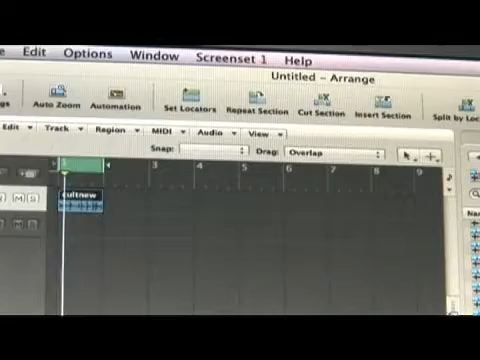 Edit Options Window Screenset 1 Help
Untitled – Arrange
Auto Zoom Automation Set Locators Repeat Section Cut Section Insert Section Split by Loc
Edit Track Region MIDI Audio View
Snap: Drag: Overlap
1 3 4 5 6 7 8 9
M S cultnew
Na